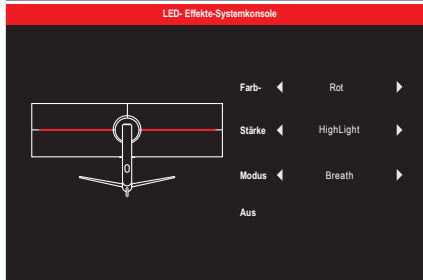 LED- Effekte-Systemkonsole
Farb- Rot
Stärke HighLight
Modus Breath
Aus